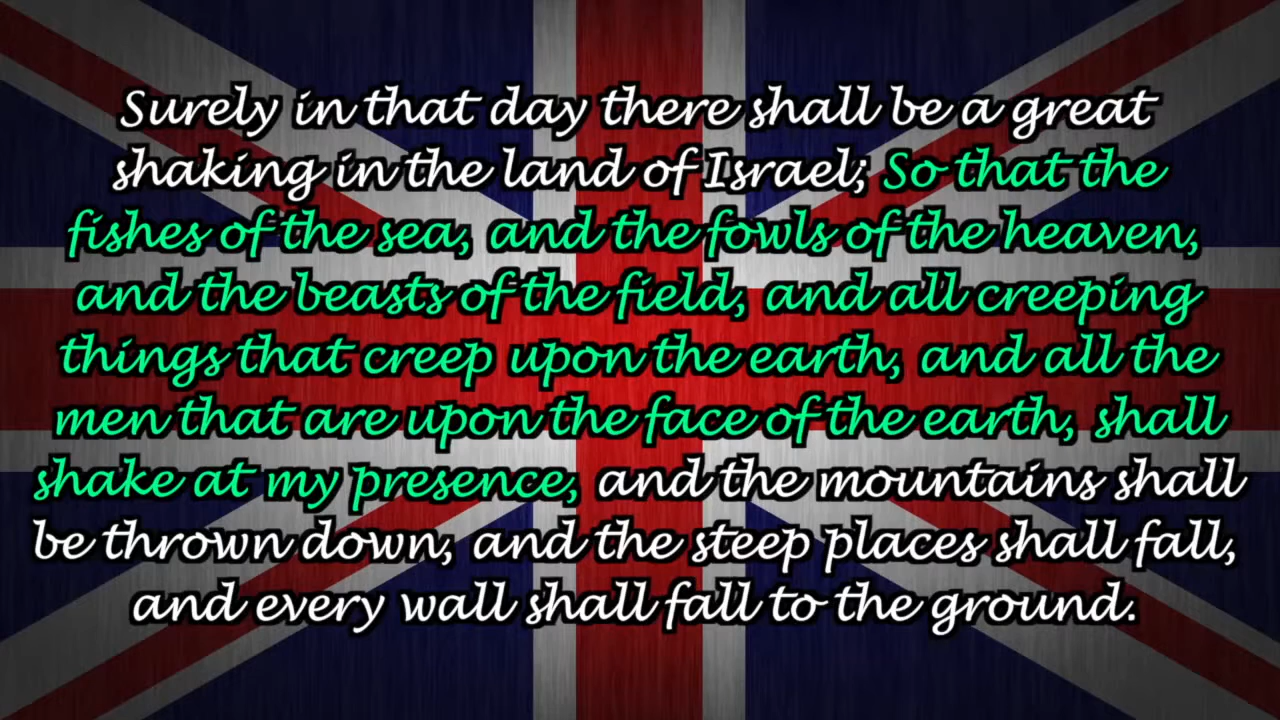 Surely in that day there shall be a great
shaking in the land of Israel; So that the
fishes of the sea, and the fowls of the heaven,
and the beasts of the field, and all creeping
things that creep upon the earth, and all the
men that are upon the face of the earth, shall
shake at my presence, and the mountains shall
be thrown down, and the steep places shall fall,
and every wall shall fall to the ground.